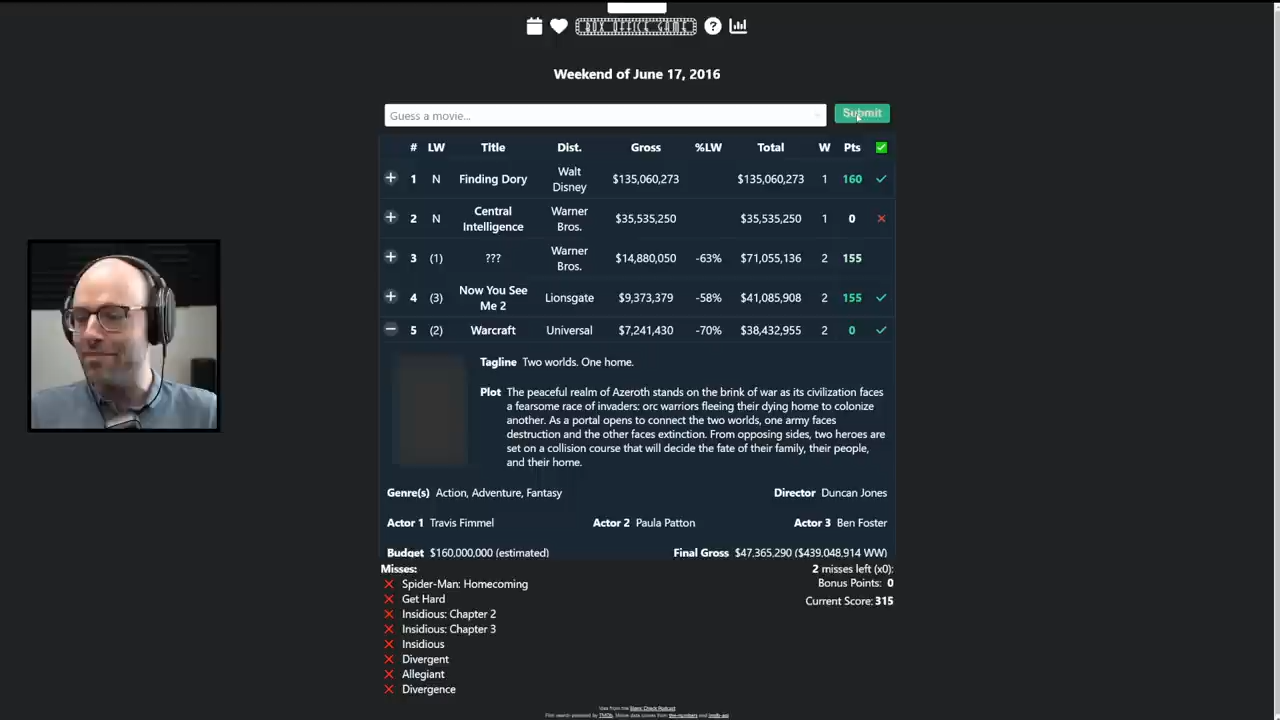 BOX OFFICE GAME
Weekend of June 17, 2016
Guess a movie...
Submit
# LW Title Dist. Gross %LW Total W Pts
1 N Finding Dory Walt Disney $135,060,273 $135,060,273 1 160
2 N Central Intelligence Warner Bros. $35,535,250 $35,535,250 1 0
3 (1) ??? Warner Bros. $14,880,050 -63% $71,055,136 2 155
4 (3) Now You See Me 2 Lionsgate $9,373,379 -58% $41,085,908 2 155
5 (2) Warcraft Universal $7,241,430 -70% $38,432,955 2 0
Tagline Two worlds. One home.
Plot The peaceful realm of Azeroth stands on the brink of war as its civilization faces
a fearsome race of invaders: orc warriors fleeing their dying home to colonize
another. As a portal opens to connect the two worlds, one army faces
destruction and the other faces extinction. From opposing sides, two heroes are
set on a collision course that will decide the fate of their family, their people,
and their home.
Genre(s) Action, Adventure, Fantasy Director Duncan Jones
Actor 1 Travis Fimmel Actor 2 Paula Patton Actor 3 Ben Foster
Budget $160,000,000 (estimated) Final Gross $47,365,290 ($439,048,914 WW)
Misses: 2 misses left (x0):
Spider-Man: Homecoming Bonus Points: 0
Get Hard Current Score: 315
Insidious: Chapter 2
Insidious: Chapter 3
Insidious
Divergent
Allegiant
Divergence